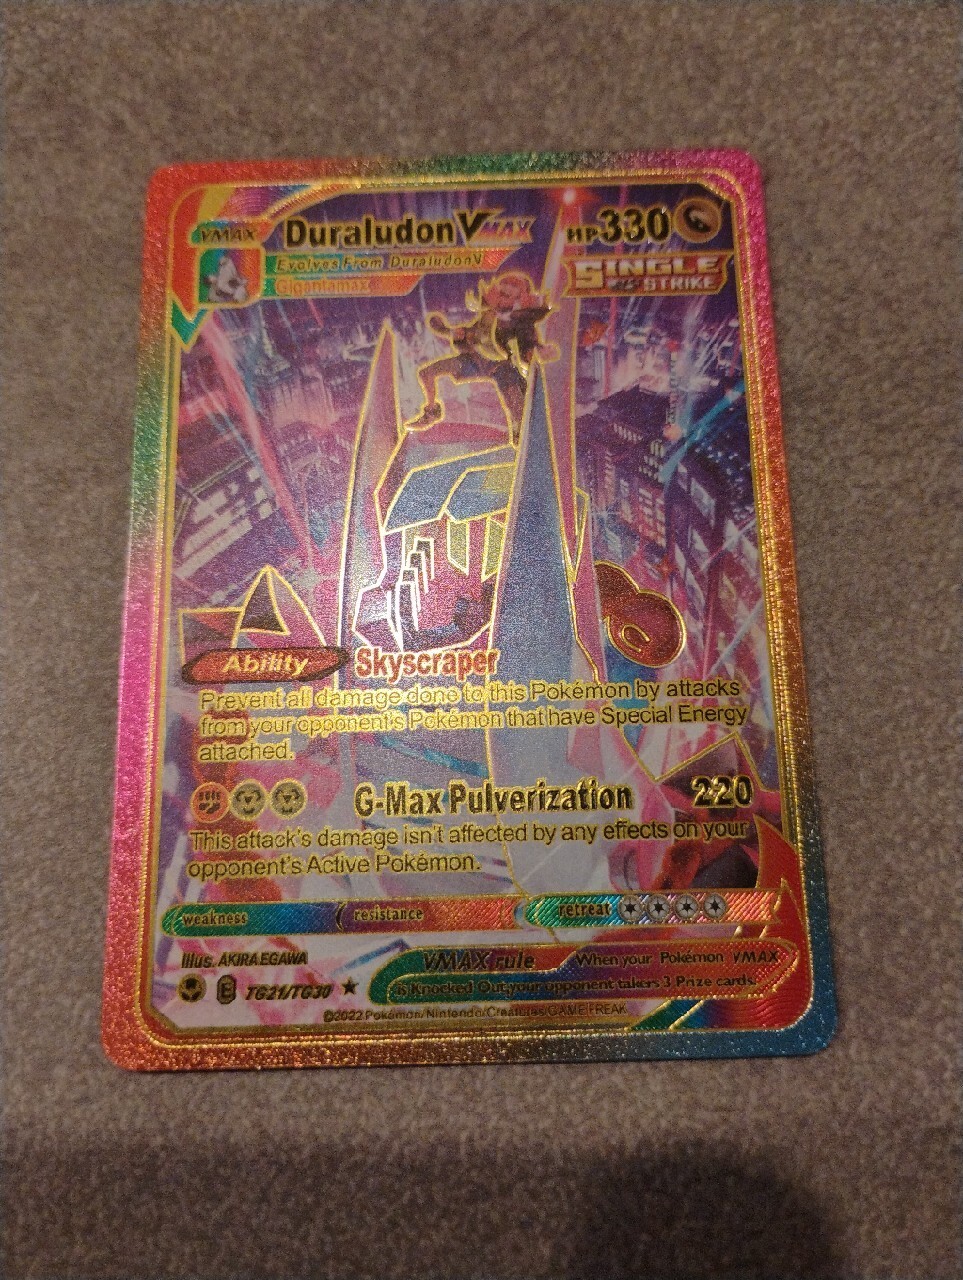 VMAX Duraludon VMAX HP330
Evolves From Duraludon V
Gigantamax
SINGLE
STRIKE
Ability Skyscraper
Prevent all damage done to this Pokémon by attacks
from your opponent's Pokémon that have Special Energy
attached.
G-Max Pulverization 220
This attack's damage isn't affected by any effects on your
opponent's Active Pokémon.
weakness resistance retreat
Illus. AKIRA EGAWA
VMAX rule When your Pokémon VMAX
is Knocked Out, your opponent takers 3 Prize cards.
E TG21/TG30
©2022 Pokémon/Nintendo/Creatures/GAME FREAK